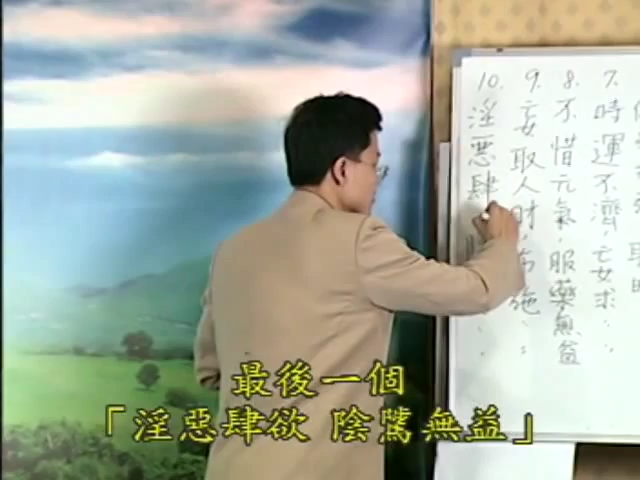 7. 時運不濟，妄求‥
8. 不惜元氣，服藥無益
9. 妄取人財，布施‥
10. 淫惡肆
最後一個
「淫惡肆欲 陰騭無益」